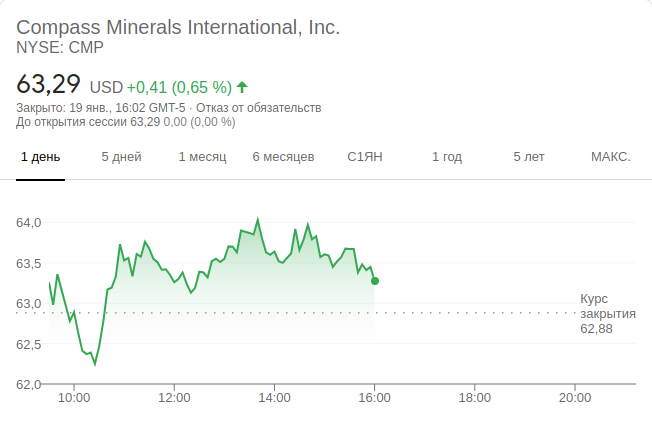 Compass Minerals International, Inc.
NYSE: CMP
63,29 USD +0,41 (0,65 %)
Закрыто: 19 янв., 16:02 GMT-5 · Отказ от обязательств
До открытия сессии 63,29 0,00 (0,00 %)
1 день 5 дней 1 месяц 6 месяцев С1ЯН 1 год 5 лет МАКС.
64,0
63,5
63,0
62,5
62,0
Курс
закрытия
62,88
10:00 12:00 14:00 16:00 18:00 20:00